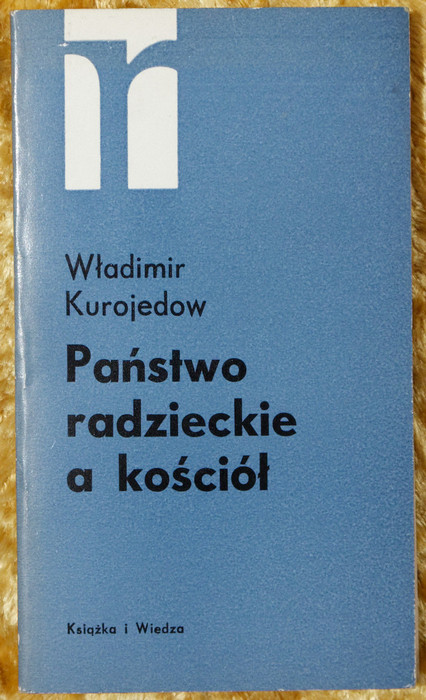 r
Władimir
Kurojedow
Państwo
radzieckie
a kościół
Książka i Wiedza